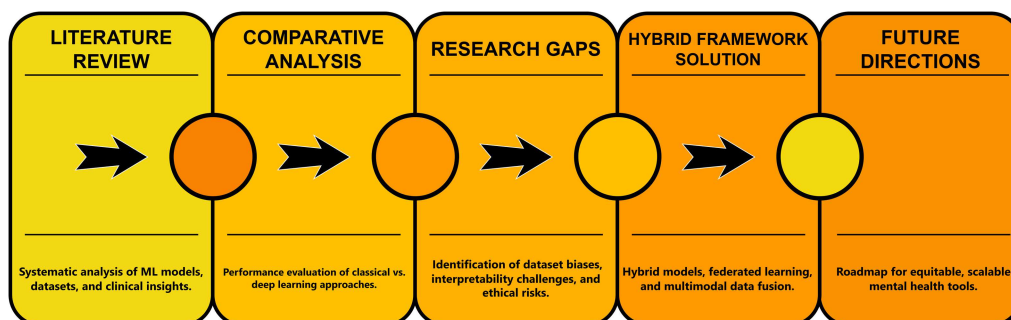 LITERATURE
REVIEW
Systematic analysis of ML models,
datasets, and clinical insights.
COMPARATIVE
ANALYSIS
Performance evaluation of classical vs.
deep learning approaches.
RESEARCH GAPS
Identification of dataset biases,
interpretability challenges, and
ethical risks.
HYBRID FRAMEWORK
SOLUTION
Hybrid models, federated learning,
and multimodal data fusion.
FUTURE
DIRECTIONS
Roadmap for equitable, scalable
mental health tools.